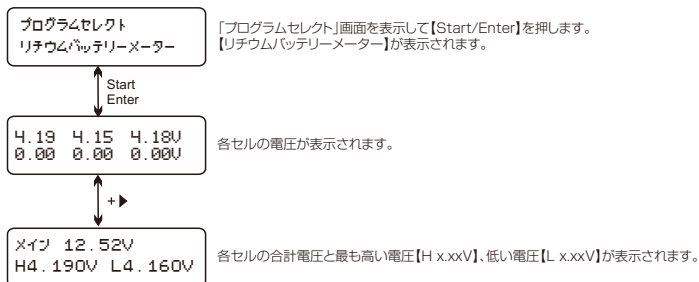 プログラムセレクト
リチウムバッテリーメーター
「プログラムセレクト」画面を表示して【Start/Enter】を押します。
【リチウムバッテリーメーター】が表示されます。
Start
Enter
4.19 4.15 4.18V
0.00 0.00 0.00V
各セルの電圧が表示されます。
+ ▶
メイン 12.52V
H4.190V L4.160V
各セルの合計電圧と最も高い電圧【H x.xxV】、低い電圧【L x.xxV】が表示されます。